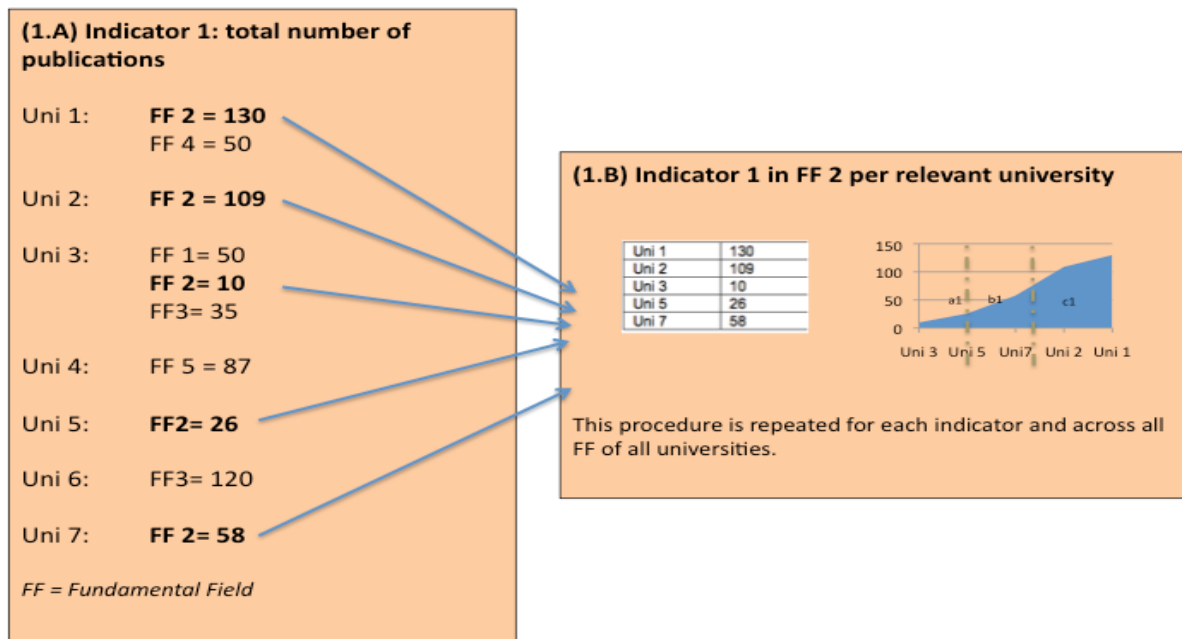 (1.A) Indicator 1: total number of
publications
Uni 1: FF 2 = 130
FF 4 = 50
Uni 2: FF 2 = 109
Uni 3: FF 1= 50
FF 2= 10
FF3= 35
Uni 4: FF 5 = 87
Uni 5: FF2= 26
Uni 6: FF3= 120
Uni 7: FF 2= 58
FF = Fundamental Field
(1.B) Indicator 1 in FF 2 per relevant university
Uni 1 130
Uni 2 109
Uni 3 10
Uni 5 26
Uni 7 58
150
100
50
0
a1 b1 c1
Uni 3 Uni 5 Uni7 Uni 2 Uni 1
This procedure is repeated for each indicator and across all
FF of all universities.